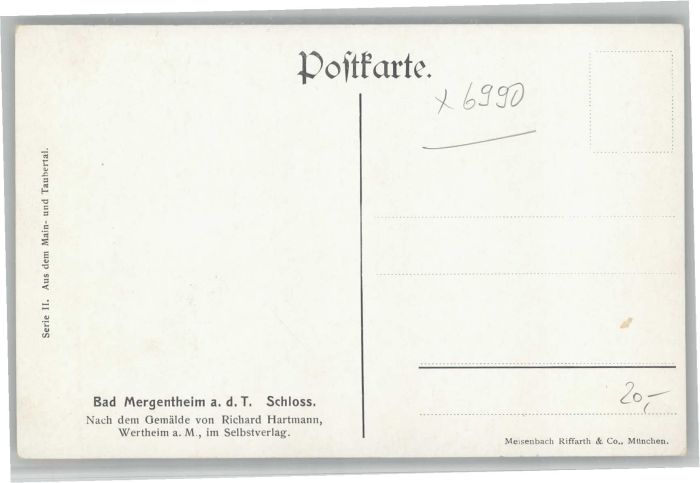 Postkarte.
x 6990
Serie II. Aus dem Main- und Taubertal.
Bad Mergentheim a. d. T. Schloss.
Nach dem Gemälde von Richard Hartmann,
Wertheim a. M., im Selbstverlag.
20,-
Meisenbach Riffarth & Co., München.